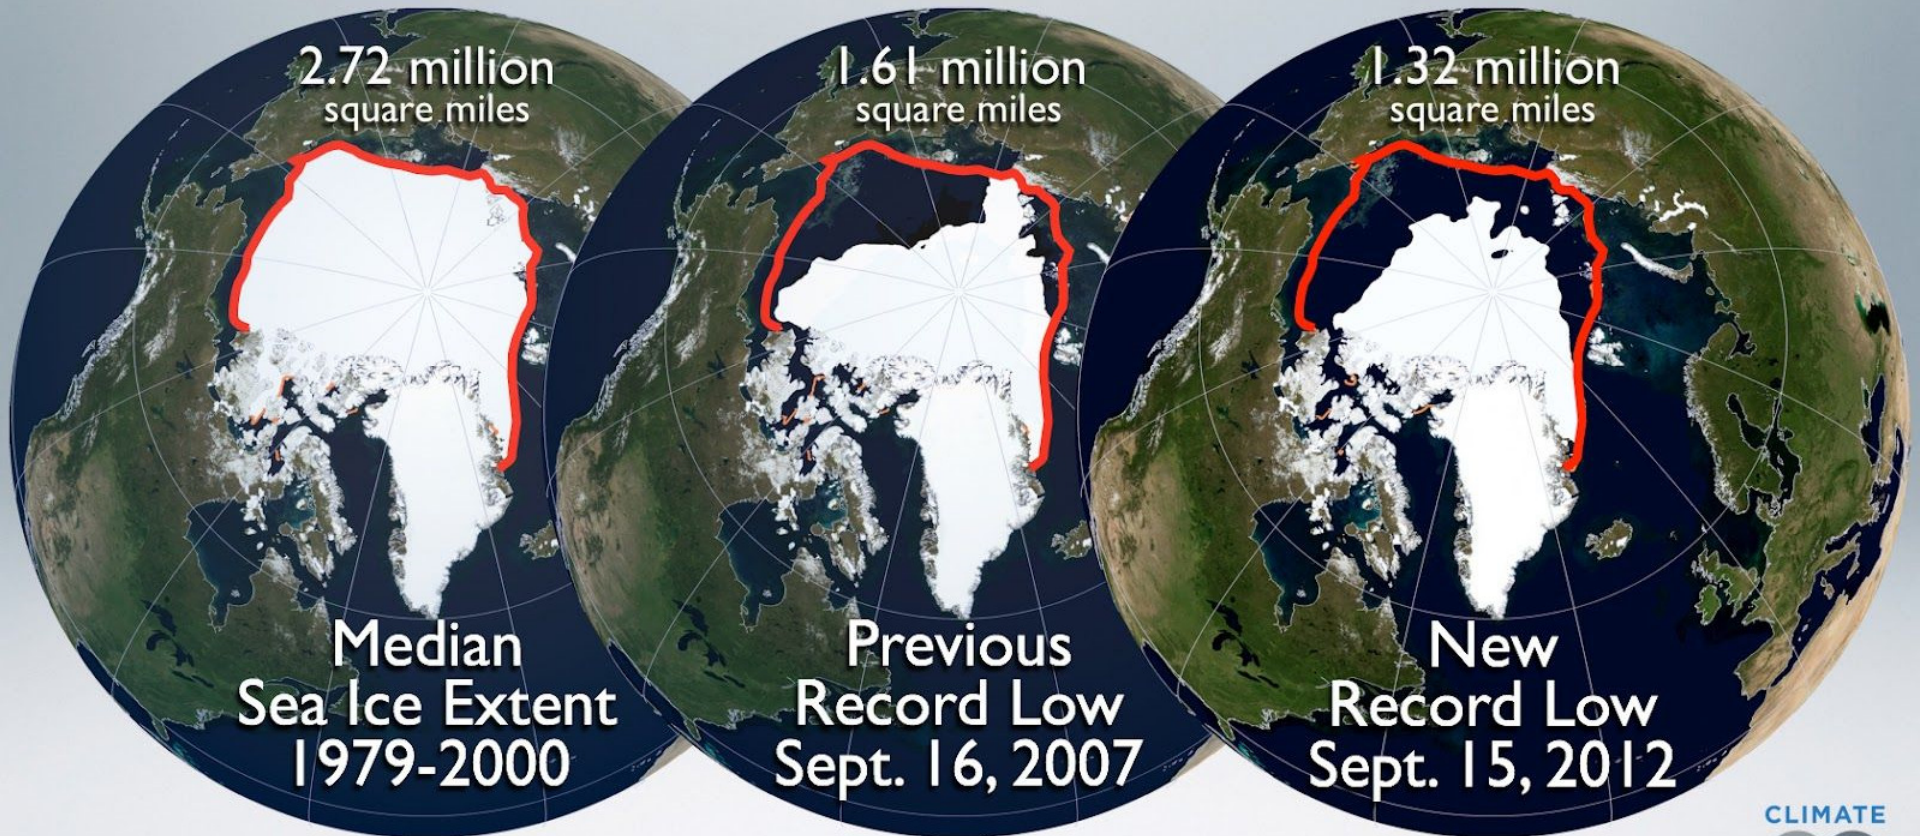 2.72 million
square miles
Median
Sea Ice Extent
1979-2000
1.61 million
square miles
Previous
Record Low
Sept. 16, 2007
1.32 million
square miles
New
Record Low
Sept. 15, 2012
CLIMATE